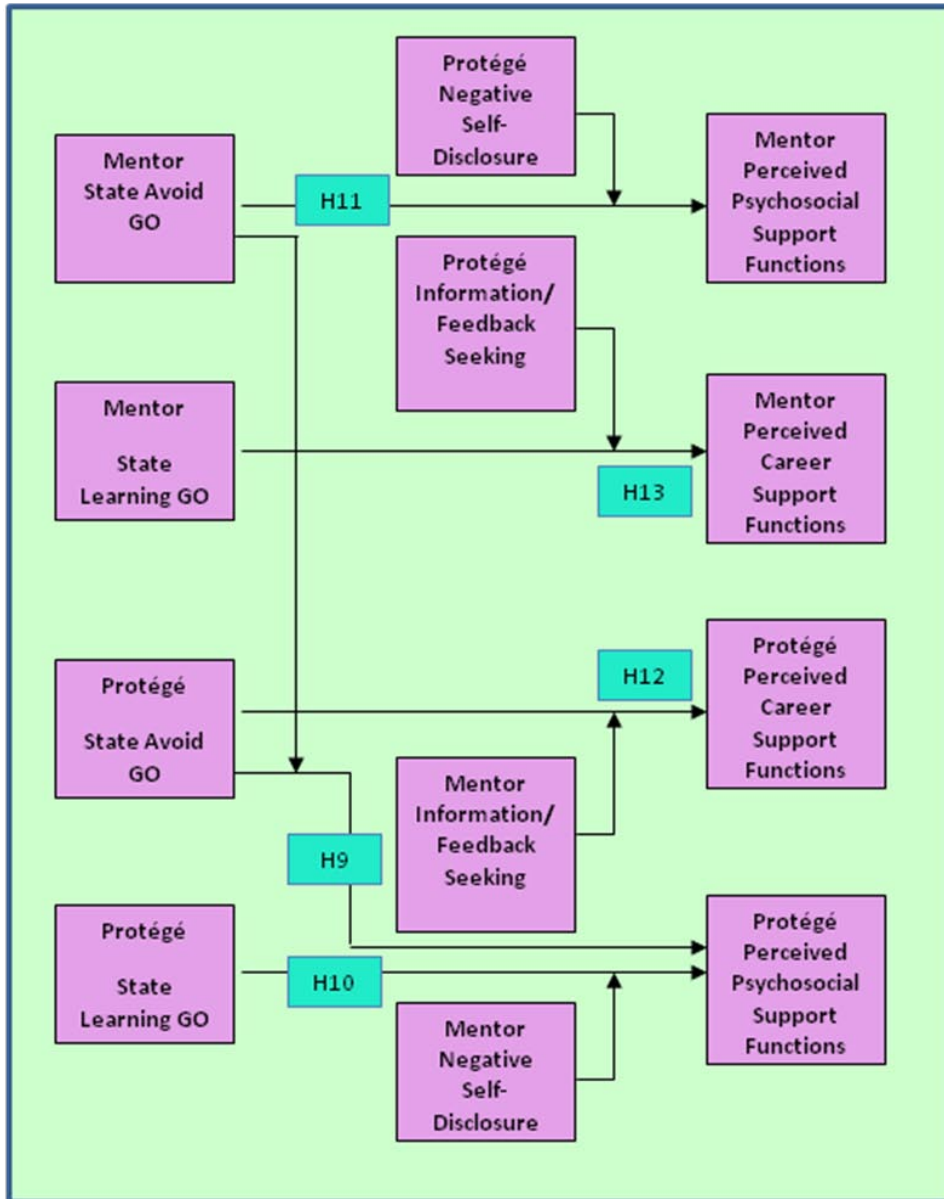 Protégé
Negative
Self-
Disclosure
Mentor
State Avoid
GO
H11
Mentor
Perceived
Psychosocial
Support
Functions
Protégé
Information/
Feedback
Seeking
Mentor
State
Learning GO
H13
Mentor
Perceived
Career
Support
Functions
Protégé
State Avoid
GO
H12
Protégé
Perceived
Career
Support
Functions
Mentor
Information/
Feedback
Seeking
H9
Protégé
State
Learning GO
H10
Protégé
Perceived
Psychosocial
Support
Functions
Mentor
Negative
Self-
Disclosure